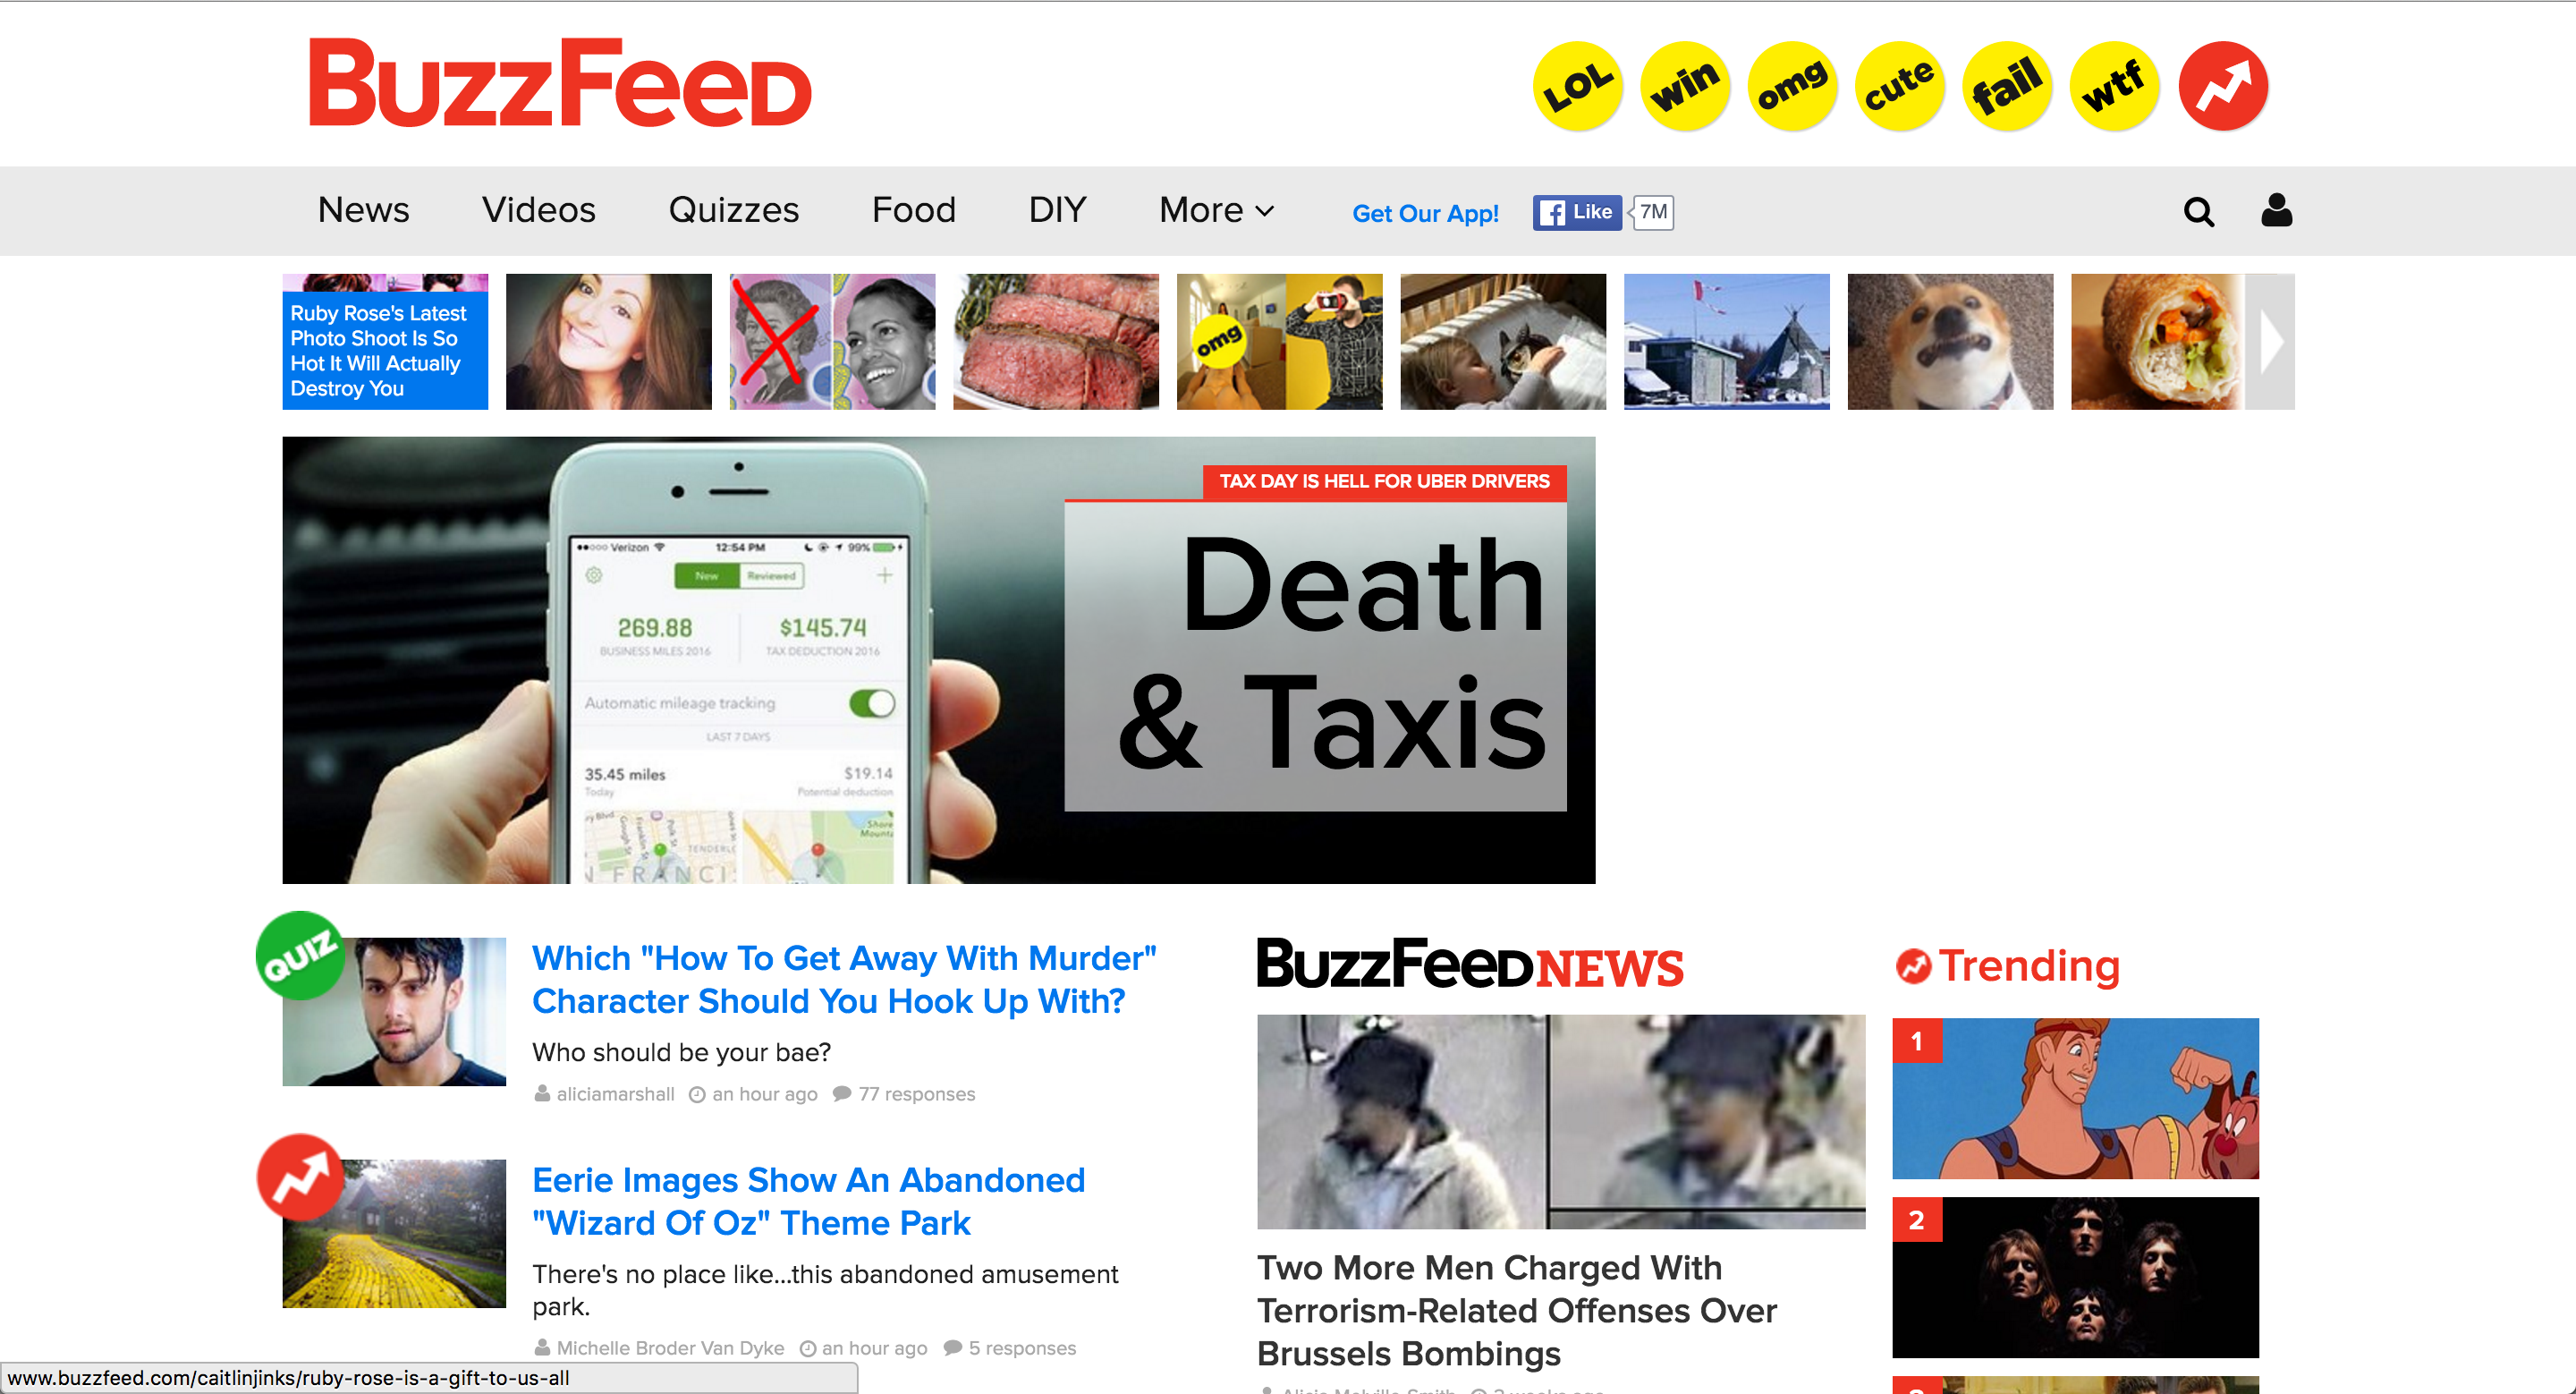 BuzzFeed
LOL
win
omg
cute
fail
wtf
News
Videos
Quizzes
Food
DIY
More
Get Our App!
Like
7M
Ruby Rose's Latest
Photo Shoot Is So
Hot It Will Actually
Destroy You
omg
TAX DAY IS HELL FOR UBER DRIVERS
Death
& Taxis
Verizon
12:54 PM
99%
New
Reviewed
269.88
$145.74
BUSINESS MILES 2016
TAX DEDUCTION 2016
Automatic mileage tracking
LAST 7 DAYS
35.45 miles
$19.14
Today
Potential deduction
QUIZ
Which "How To Get Away With Murder"
Character Should You Hook Up With?
Who should be your bae?
aliciamarshall an hour ago 77 responses
Eerie Images Show An Abandoned
"Wizard Of Oz" Theme Park
There's no place like...this abandoned amusement
park.
Michelle Broder Van Dyke an hour ago 5 responses
BuzzFeedNEWS
Two More Men Charged With
Terrorism-Related Offenses Over
Brussels Bombings
Trending
1
2
www.buzzfeed.com/caitlinjinks/ruby-rose-is-a-gift-to-us-all